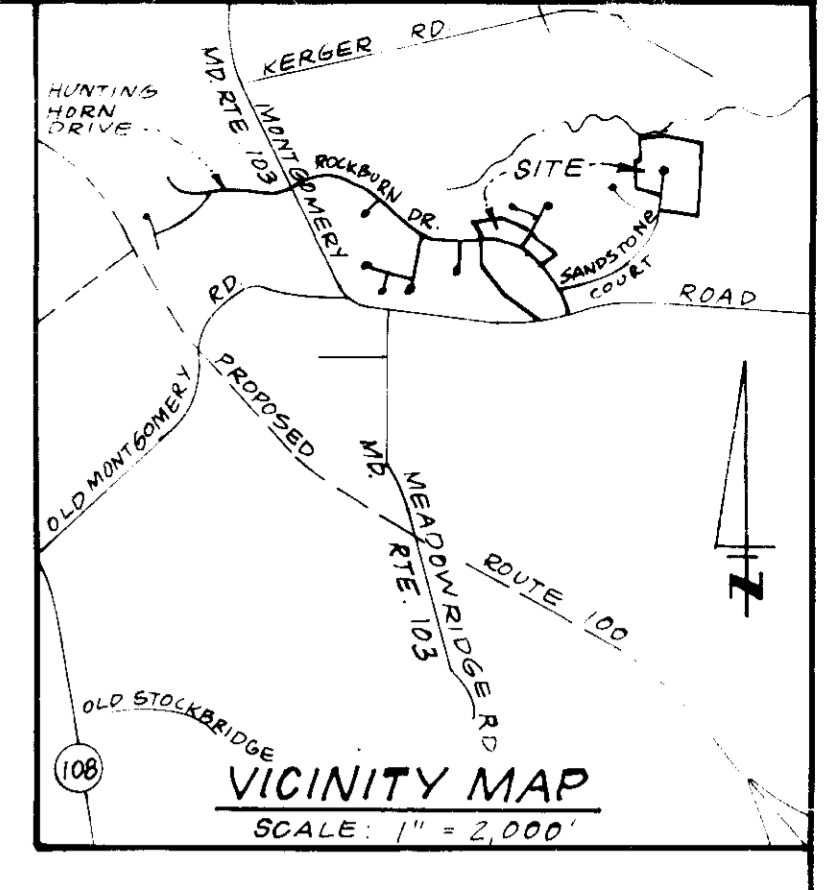 KERGER RD.
HUNTING
HORN
DRIVE
MD. RTE 103
MONTGOMERY
ROCKBURN DR.
SITE
SANDSTONE
COURT
ROAD
OLD MONTGOMERY RD.
PROPOSED
MD.
RTE. 103
MEADOWRIDGE RD
ROUTE 100
N
OLD STOCKBRIDGE
108
VICINITY MAP
SCALE: 1" = 2,000'